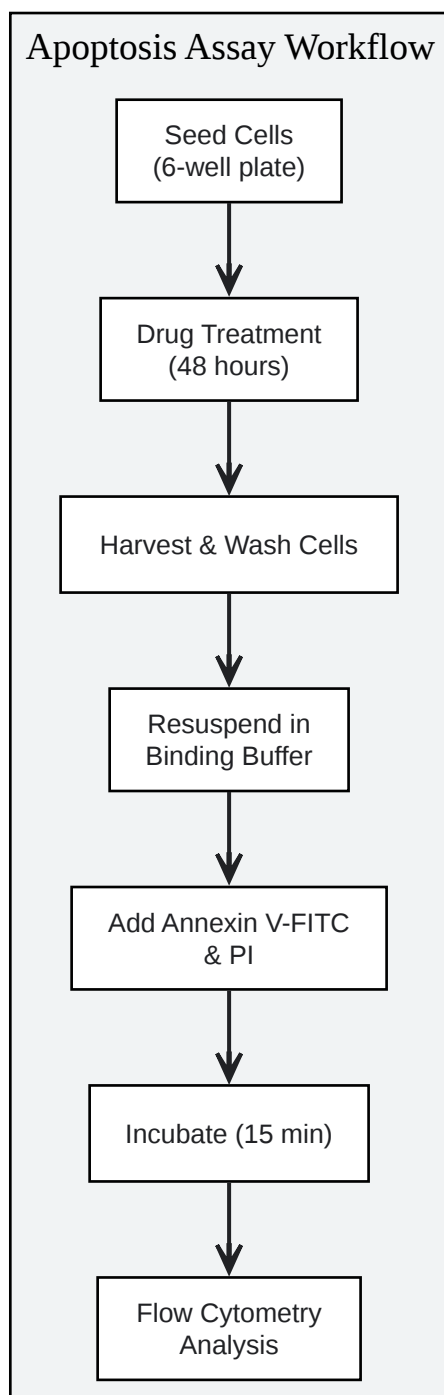 Apoptosis Assay Workflow
Seed Cells
(6-well plate)
Drug Treatment
(48 hours)
Harvest & Wash Cells
Resuspend in
Binding Buffer
Add Annexin V-FITC
& PI
Incubate (15 min)
Flow Cytometry
Analysis